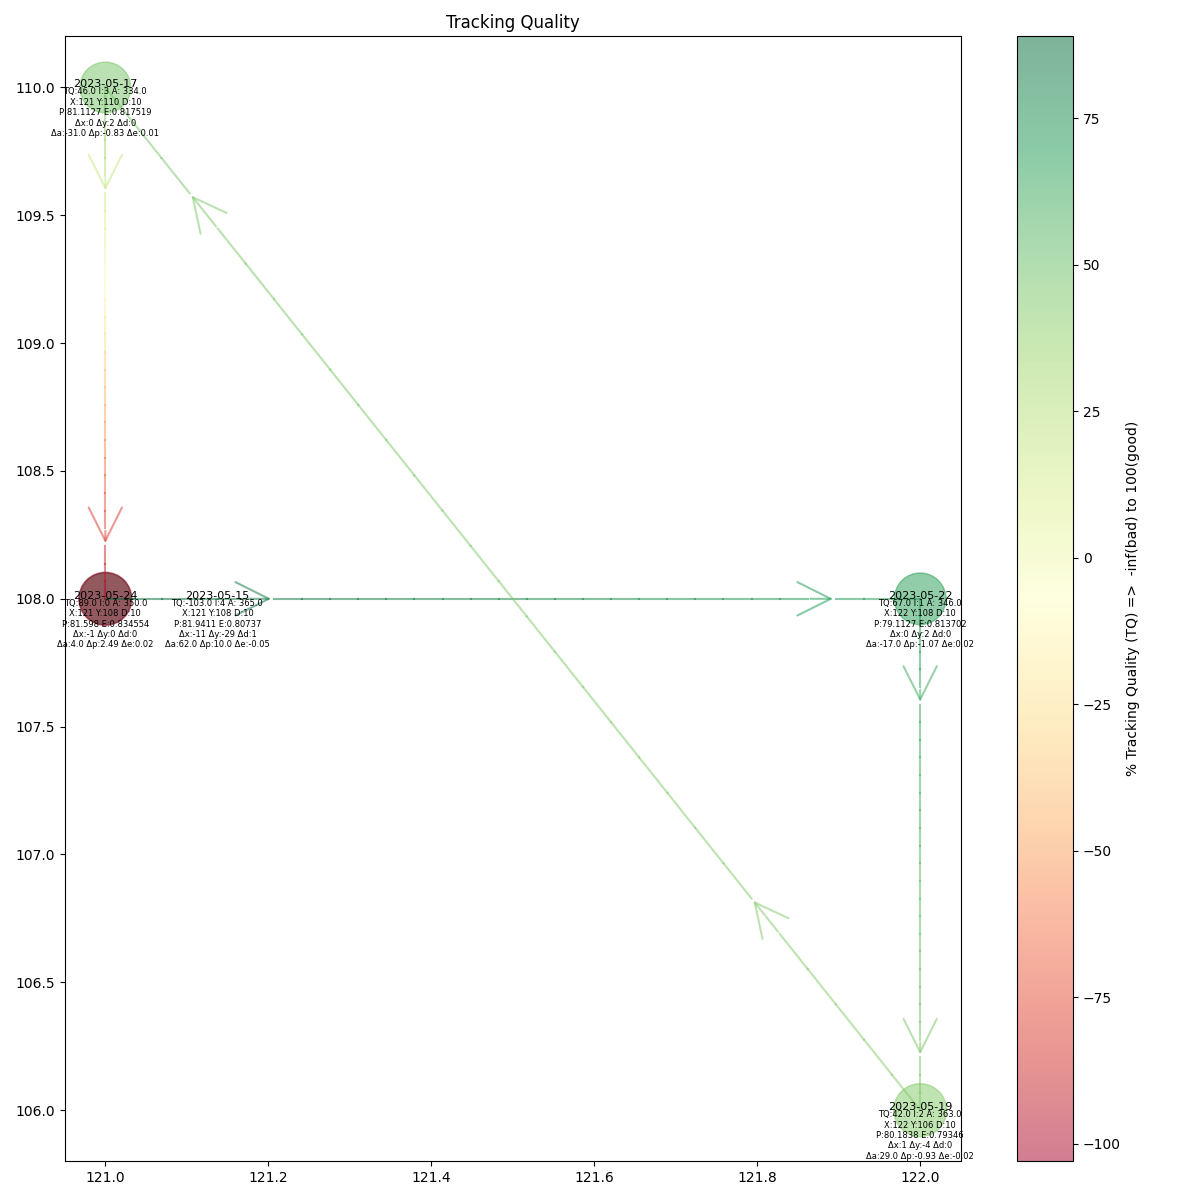 Tracking Quality
110.0
109.5
109.0
108.5
108.0
107.5
107.0
106.5
106.0
2023-05-17
TQ:46.0 I:3 A: 334.0
X:121 Y:110 D:10
P:81.1127 E:0.817519
Δx:0 Δy:2 Δd:0
Δa:-31.0 Δp:-0.83 Δe:0.01
2023-05-24
TQ:89.0 I:0 A: 350.0
X:121 Y:108 D:10
P:81.598 E:0.834554
Δx:-1 Δy:0 Δd:0
Δa:4.0 Δp:2.49 Δe:0.02
2023-05-15
TQ:-103.0 I:4 A: 365.0
X:121 Y:108 D:10
P:81.9411 E:0.80737
Δx:-11 Δy:-29 Δd:1
Δa:62.0 Δp:10.0 Δe:-0.05
2023-05-22
TQ:67.0 I:1 A: 346.0
X:122 Y:108 D:10
P:79.1127 E:0.813702
Δx:0 Δy:2 Δd:0
Δa:-17.0 Δp:-1.07 Δe:0.02
2023-05-19
TQ:42.0 I:2 A: 363.0
X:122 Y:106 D:10
P:80.1838 E:0.79346
Δx:1 Δy:-4 Δd:0
Δa:29.0 Δp:-0.93 Δe:-0.02
121.0
121.2
121.4
121.6
121.8
122.0
75
50
25
0
−25
−50
−75
−100
% Tracking Quality (TQ) => -inf(bad) to 100(good)